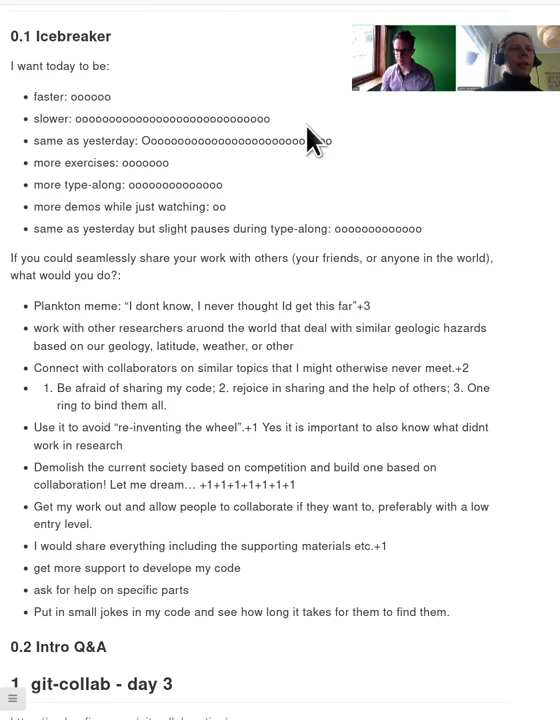 0.1 Icebreaker
I want today to be:
faster: oooooo
slower: ooooooooooooooooooooooooooooo
same as yesterday:
more exercises: ooooooo
more type-along: oooooooooooooo
more demos while just watching: oo
same as yesterday but slight pauses during type-along: ooooooooooooo
If you could seamlessly share your work with others (your friends, or anyone in the world),
what would you do?:
Plankton meme: “I dont know, I never thought Id get this far”+3
work with other researchers aruond the world that deal with similar geologic hazards
based on our geology, latitude, weather, or other
Connect with collaborators on similar topics that I might otherwise never meet.+2
1. Be afraid of sharing my code; 2. rejoice in sharing and the help of others; 3. One
ring to bind them all.
Use it to avoid “re-inventing the wheel”.+1 Yes it is important to also know what didnt
work in research
Demolish the current society based on competition and build one based on
collaboration! Let me dream… +1+1+1+1+1+1+1
Get my work out and allow people to collaborate if they want to, preferably with a low
entry level.
I would share everything including the supporting materials etc.+1
get more support to develope my code
ask for help on specific parts
Put in small jokes in my code and see how long it takes for them to find them.
0.2 Intro Q&A
1. git-collab - day 3